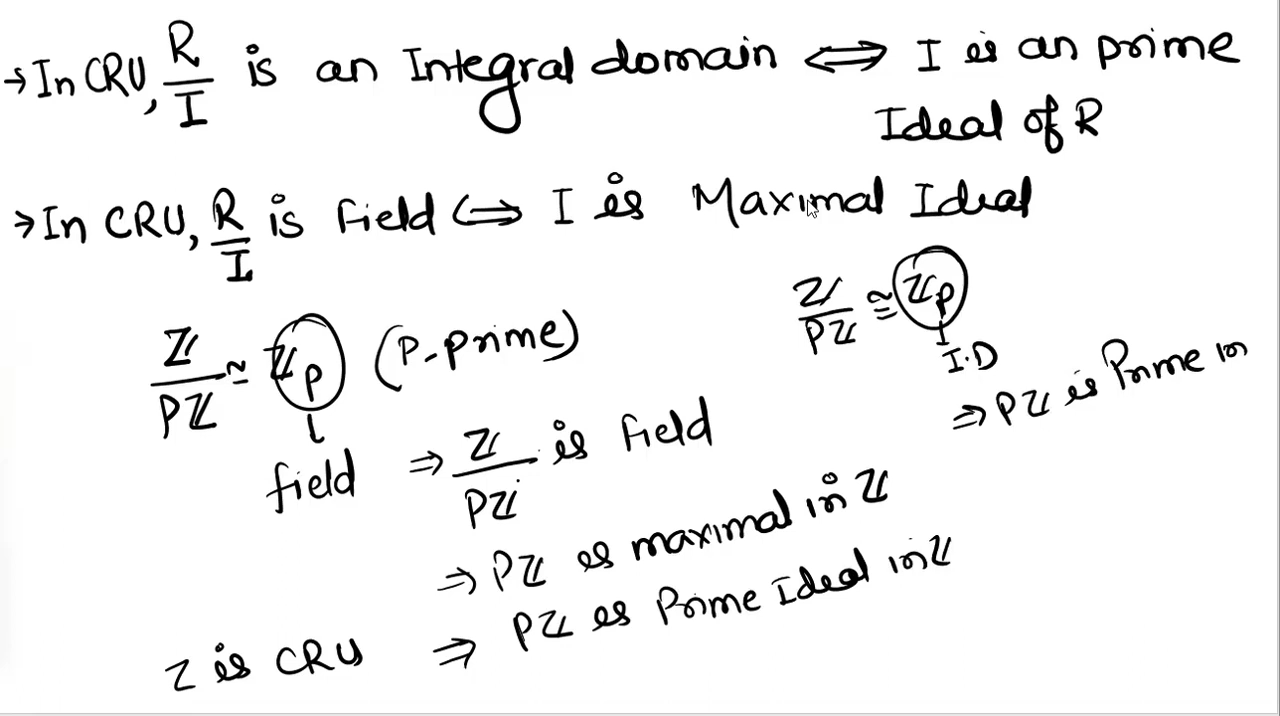 → In CRU, R/I is an Integral domain ⟺ I is an prime
Ideal of R
→ In CRU, R/I is Field ⟺ I is Maximal Ideal
Z/PZ ≃ Z_p (P-prime)
field
⇒ Z/PZ is Field
⇒ PZ is maximal in Z
Z is CRU ⇒ PZ is Prime Ideal in Z
Z/PZ ≅ Z_p
I.D
⇒ PZ is Prime in